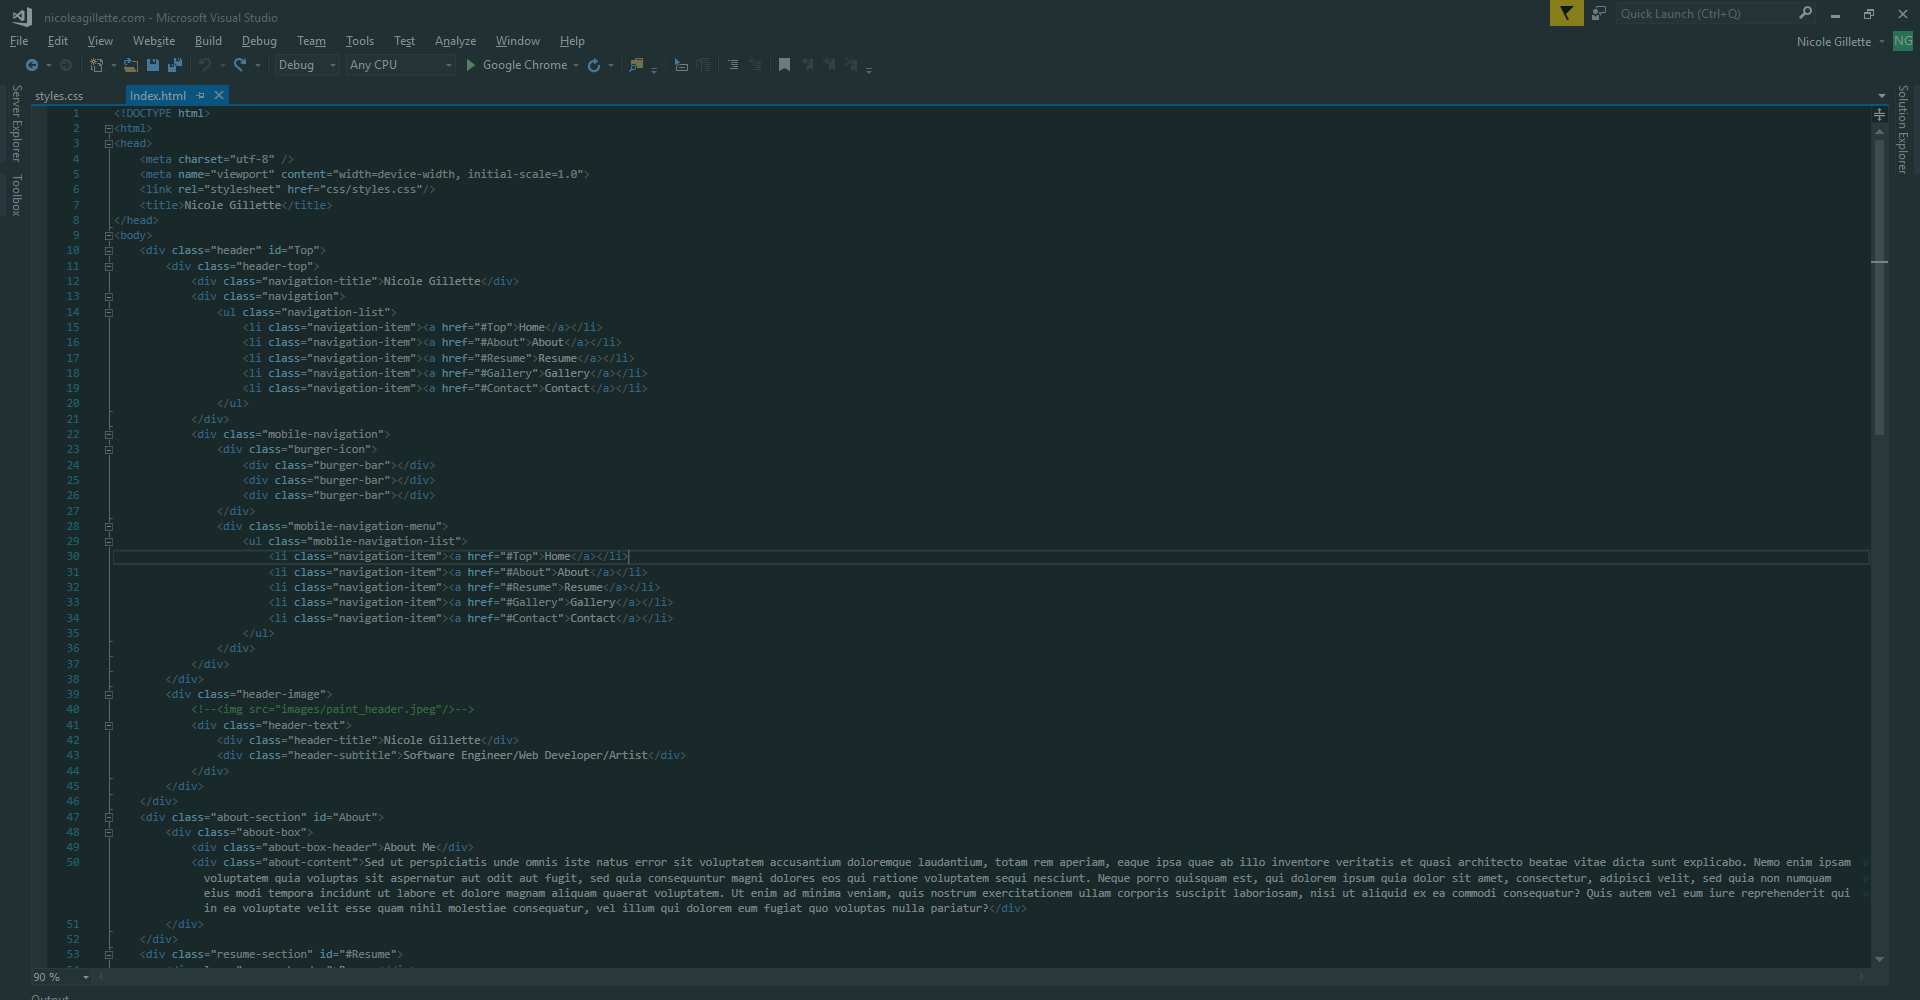 nicoleagillette.com - Microsoft Visual Studio
Quick Launch (Ctrl+Q)
File Edit View Website Build Debug Team Tools Test Analyze Window Help
Nicole Gillette NG
Debug Any CPU Google Chrome
Server Explorer
Toolbox
Solution Explorer
styles.css Index.html
1 <!DOCTYPE html>
2 <html>
3 <head>
4 <meta charset="utf-8" />
5 <meta name="viewport" content="width=device-width, initial-scale=1.0">
6 <link rel="stylesheet" href="css/styles.css"/>
7 <title>Nicole Gillette</title>
8 </head>
9 <body>
10 <div class="header" id="Top">
11 <div class="header-top">
12 <div class="navigation-title">Nicole Gillette</div>
13 <div class="navigation">
14 <ul class="navigation-list">
15 <li class="navigation-item"><a href="#Top">Home</a></li>
16 <li class="navigation-item"><a href="#About">About</a></li>
17 <li class="navigation-item"><a href="#Resume">Resume</a></li>
18 <li class="navigation-item"><a href="#Gallery">Gallery</a></li>
19 <li class="navigation-item"><a href="#Contact">Contact</a></li>
20 </ul>
21 </div>
22 <div class="mobile-navigation">
23 <div class="burger-icon">
24 <div class="burger-bar"></div>
25 <div class="burger-bar"></div>
26 <div class="burger-bar"></div>
27 </div>
28 <div class="mobile-navigation-menu">
29 <ul class="mobile-navigation-list">
30 <li class="navigation-item"><a href="#Top">Home</a></li>
31 <li class="navigation-item"><a href="#About">About</a></li>
32 <li class="navigation-item"><a href="#Resume">Resume</a></li>
33 <li class="navigation-item"><a href="#Gallery">Gallery</a></li>
34 <li class="navigation-item"><a href="#Contact">Contact</a></li>
35 </ul>
36 </div>
37 </div>
38 </div>
39 <div class="header-image">
40 <!--<img src="images/paint_header.jpeg"/>-->
41 <div class="header-text">
42 <div class="header-title">Nicole Gillette</div>
43 <div class="header-subtitle">Software Engineer/Web Developer/Artist</div>
44 </div>
45 </div>
46 </div>
47 <div class="about-section" id="About">
48 <div class="about-box">
49 <div class="about-box-header">About Me</div>
50 <div class="about-content">Sed ut perspiciatis unde omnis iste natus error sit voluptatem accusantium doloremque laudantium, totam rem aperiam, eaque ipsa quae ab illo inventore veritatis et quasi architecto beatae vitae dicta sunt explicabo. Nemo enim ipsam
voluptatem quia voluptas sit aspernatur aut odit aut fugit, sed quia consequuntur magni dolores eos qui ratione voluptatem sequi nesciunt. Neque porro quisquam est, qui dolorem ipsum quia dolor sit amet, consectetur, adipisci velit, sed quia non numquam
eius modi tempora incidunt ut labore et dolore magnam aliquam quaerat voluptatem. Ut enim ad minima veniam, quis nostrum exercitationem ullam corporis suscipit laboriosam, nisi ut aliquid ex ea commodi consequatur? Quis autem vel eum iure reprehenderit qui
in ea voluptate velit esse quam nihil molestiae consequatur, vel illum qui dolorem eum fugiat quo voluptas nulla pariatur?</div>
51 </div>
52 </div>
53 <div class="resume-section" id="#Resume">
90 %
Output